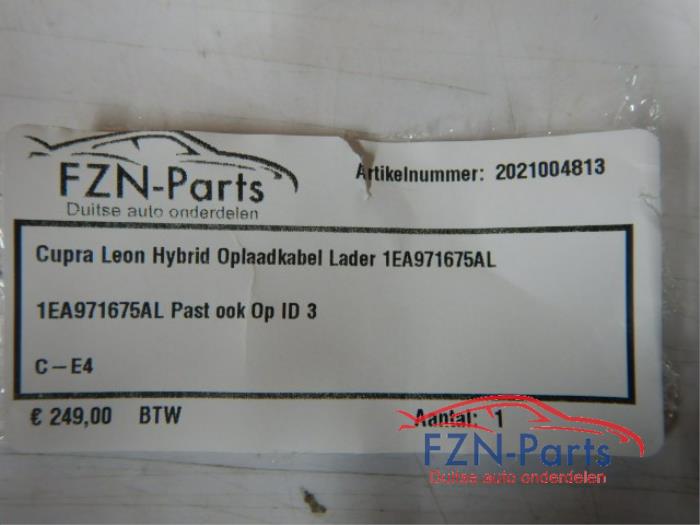 FZN-Parts
Duitse auto onderdelen
Artikelnummer: 2021004813
Cupra Leon Hybrid Oplaadkabel Lader 1EA971675AL
1EA971675AL Past ook Op ID 3
C-E4
€ 249,00 BTW
Aantal: 1
FZN-Parts
Duitse auto onderdelen